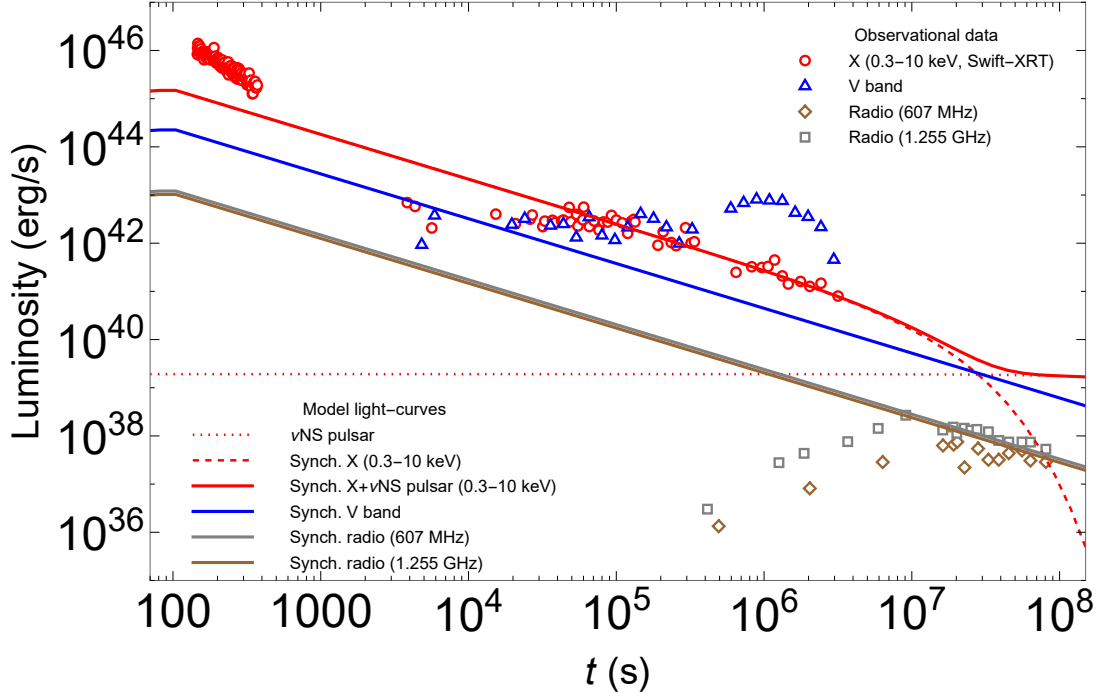 Observational data
X (0.3–10 keV, Swift–XRT)
V band
Radio (607 MHz)
Radio (1.255 GHz)
Luminosity (erg/s)
10^46
10^44
10^42
10^40
10^38
10^36
Model light–curves
νNS pulsar
Synch. X (0.3–10 keV)
Synch. X+νNS pulsar (0.3–10 keV)
Synch. V band
Synch. radio (607 MHz)
Synch. radio (1.255 GHz)
100 1000 10^4 10^5 10^6 10^7 10^8
t (s)